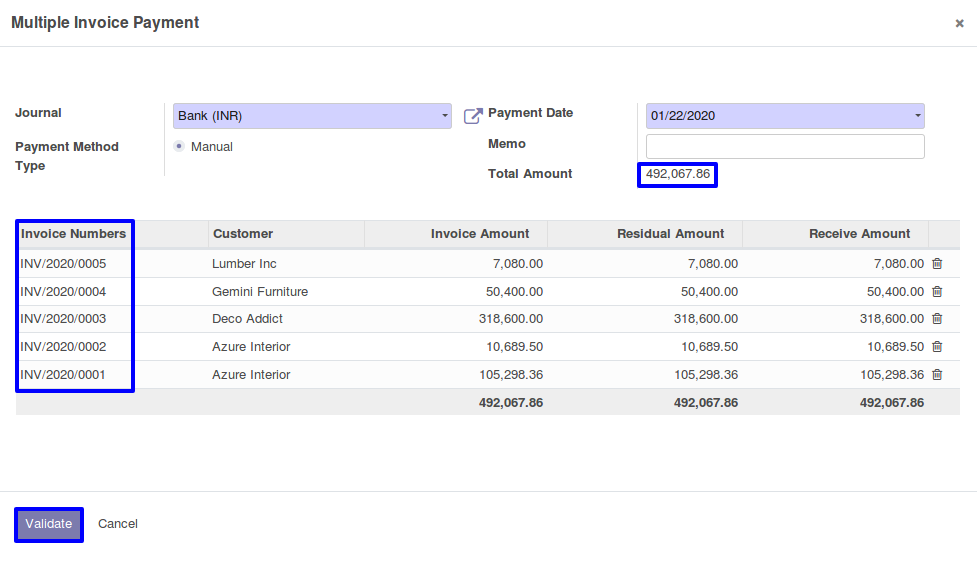 Multiple Invoice Payment ×
Journal Bank (INR) Payment Date 01/22/2020
Payment Method Type Manual Memo
Total Amount 492,067.86
Invoice Numbers Customer Invoice Amount Residual Amount Receive Amount
INV/2020/0005 Lumber Inc 7,080.00 7,080.00 7,080.00
INV/2020/0004 Gemini Furniture 50,400.00 50,400.00 50,400.00
INV/2020/0003 Deco Addict 318,600.00 318,600.00 318,600.00
INV/2020/0002 Azure Interior 10,689.50 10,689.50 10,689.50
INV/2020/0001 Azure Interior 105,298.36 105,298.36 105,298.36
492,067.86 492,067.86 492,067.86
Validate Cancel